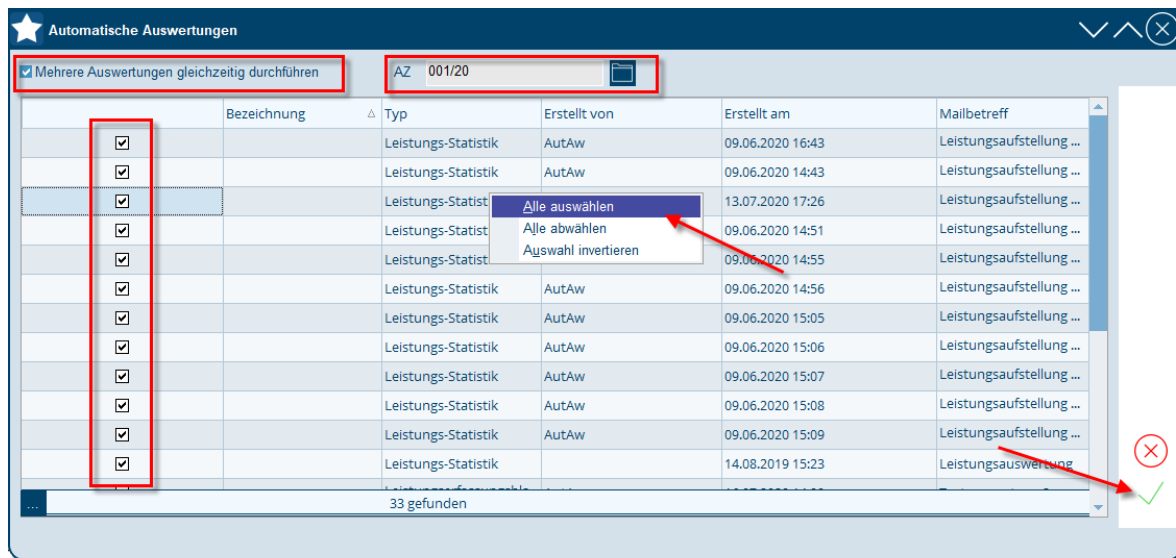 Automatische Auswertungen
Mehrere Auswertungen gleichzeitig durchführen AZ 001/20
Bezeichnung Typ Erstellt von Erstellt am Mailbetreff
Leistungs-Statistik AutAw 09.06.2020 16:43 Leistungsaufstellung ...
Leistungs-Statistik AutAw 09.06.2020 14:43 Leistungsaufstellung ...
Leistungs-Statist 13.07.2020 17:26 Leistungsaufstellung ...
Alle auswählen
Leistungs-Statist 09.06.2020 14:51 Leistungsaufstellung ...
Alle abwählen
Auswahl invertieren
Leistungs-Statist 09.06.2020 14:55 Leistungsaufstellung ...
Leistungs-Statistik AutAw 09.06.2020 14:56 Leistungsaufstellung ...
Leistungs-Statistik AutAw 09.06.2020 15:05 Leistungsaufstellung ...
Leistungs-Statistik AutAw 09.06.2020 15:06 Leistungsaufstellung ...
Leistungs-Statistik AutAw 09.06.2020 15:07 Leistungsaufstellung ...
Leistungs-Statistik AutAw 09.06.2020 15:08 Leistungsaufstellung ...
Leistungs-Statistik AutAw 09.06.2020 15:09 Leistungsaufstellung ...
Leistungs-Statistik 14.08.2019 15:23 Leistungsauswertung
... 33 gefunden